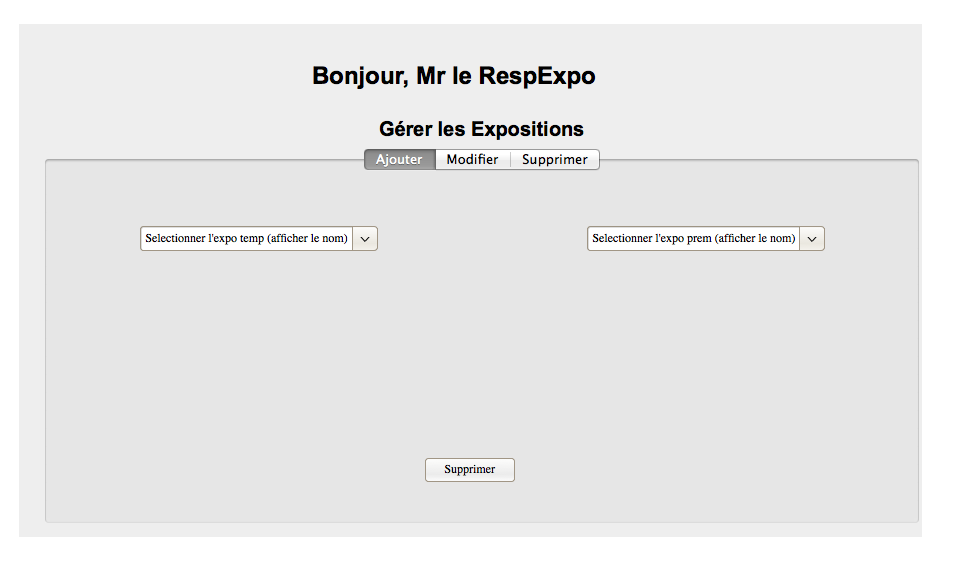 Bonjour, Mr le RespExpo
Gérer les Expositions
Ajouter Modifier Supprimer
Selectionner l'expo temp (afficher le nom) Selectionner l'expo prem (afficher le nom)
Supprimer